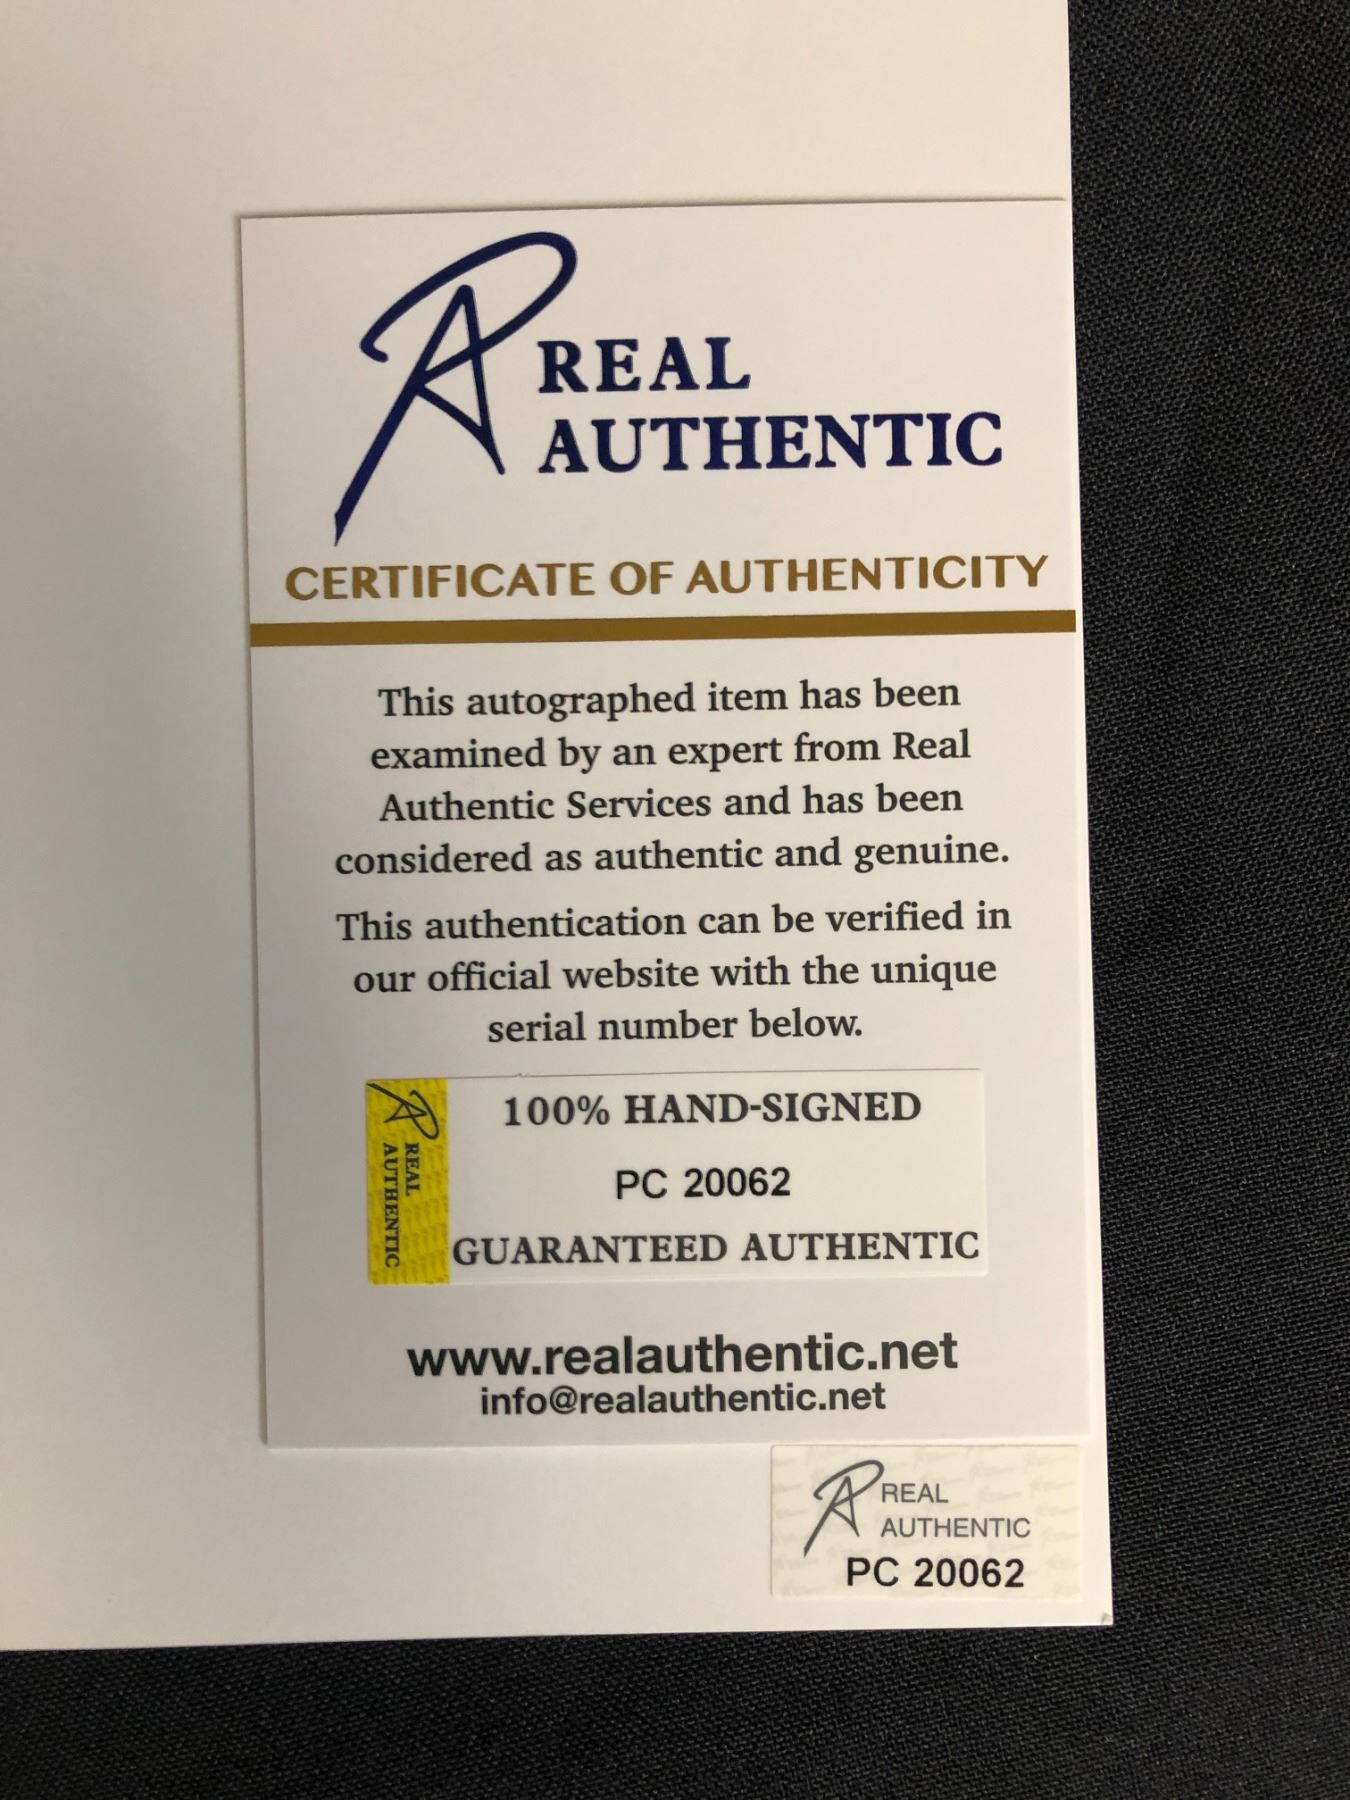 REAL
AUTHENTIC
CERTIFICATE OF AUTHENTICITY
This autographed item has been
examined by an expert from Real
Authentic Services and has been
considered as authentic and genuine.
This authentication can be verified in
our official website with the unique
serial number below.
REAL
AUTHENTIC
100% HAND-SIGNED
PC 20062
GUARANTEED AUTHENTIC
www.realauthentic.net
info@realauthentic.net
REAL
AUTHENTIC
PC 20062